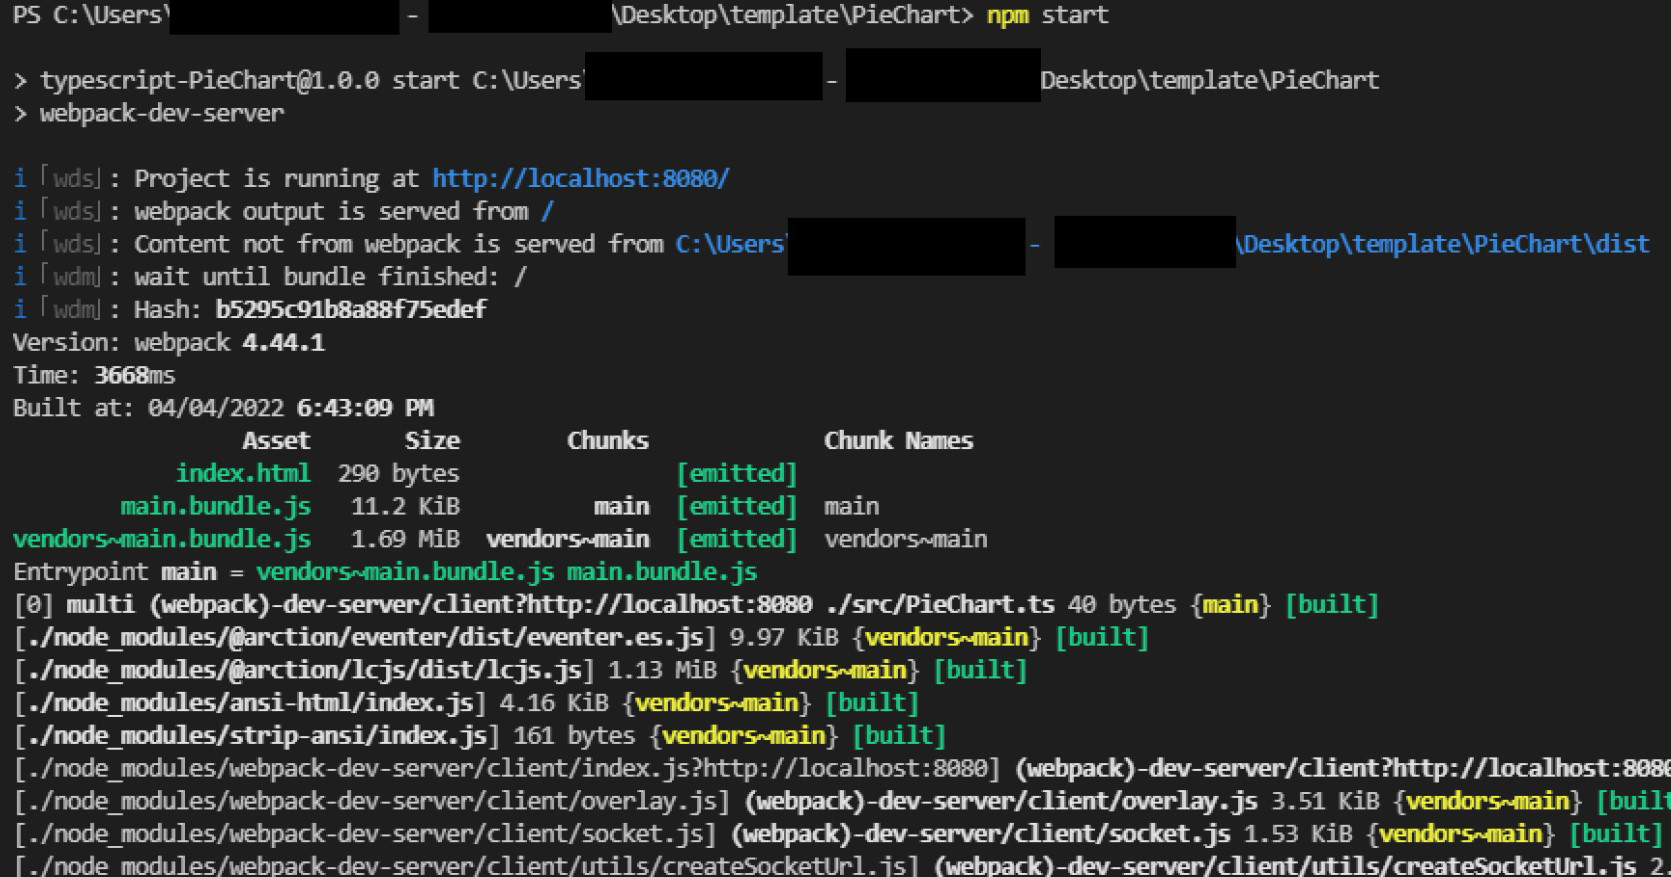 PS C:\Users\ - \Desktop\template\PieChart> npm start
> typescript-PieChart@1.0.0 start C:\Users - Desktop\template\PieChart
> webpack-dev-server
i ｢wds｣: Project is running at http://localhost:8080/
i ｢wds｣: webpack output is served from /
i ｢wds｣: Content not from webpack is served from C:\Users\ - \Desktop\template\PieChart\dist
i ｢wdm｣: wait until bundle finished: /
i ｢wdm｣: Hash: b5295c91b8a88f75edef
Version: webpack 4.44.1
Time: 3668ms
Built at: 04/04/2022 6:43:09 PM
Asset Size Chunks Chunk Names
index.html 290 bytes [emitted]
main.bundle.js 11.2 KiB main [emitted] main
vendors~main.bundle.js 1.69 MiB vendors~main [emitted] vendors~main
Entrypoint main = vendors~main.bundle.js main.bundle.js
[0] multi (webpack)-dev-server/client?http://localhost:8080 ./src/PieChart.ts 40 bytes {main} [built]
[./node_modules/@arction/eventer/dist/eventer.es.js] 9.97 KiB {vendors~main} [built]
[./node_modules/@arction/lcjs/dist/lcjs.js] 1.13 MiB {vendors~main} [built]
[./node_modules/ansi-html/index.js] 4.16 KiB {vendors~main} [built]
[./node_modules/strip-ansi/index.js] 161 bytes {vendors~main} [built]
[./node_modules/webpack-dev-server/client/index.js?http://localhost:8080] (webpack)-dev-server/client?http://localhost:8080
[./node_modules/webpack-dev-server/client/overlay.js] (webpack)-dev-server/client/overlay.js 3.51 KiB {vendors~main} [built
[./node_modules/webpack-dev-server/client/socket.js] (webpack)-dev-server/client/socket.js 1.53 KiB {vendors~main} [built]
[./node_modules/webpack-dev-server/client/utils/createSocketUrl.js] (webpack)-dev-server/client/utils/createSocketUrl.js 2.